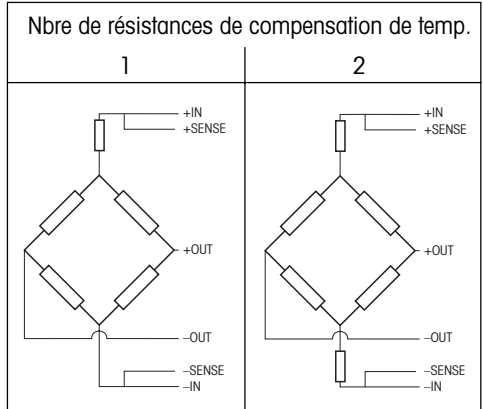 Nbre de résistances de compensation de temp.
1
2
+IN
+SENSE
+OUT
–OUT
–SENSE
–IN
+IN
+SENSE
+OUT
–OUT
–SENSE
–IN